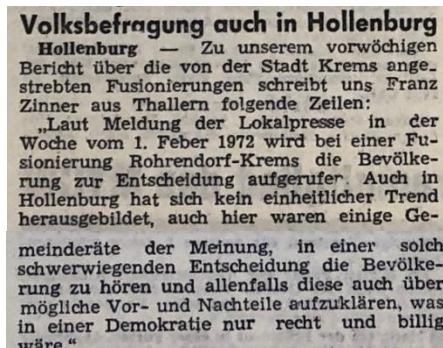 Volksbefragung auch in Hollenburg
Hollenburg — Zu unserem vorwöchigen
Bericht über die von der Stadt Krems ange-
strebten Fusionierungen schreibt uns Franz
Zinner aus Thallern folgende Zeilen:
„Laut Meldung der Lokalpresse in der
Woche vom 1. Feber 1972 wird bei einer Fu-
sionierung Rohrendorf-Krems die Bevölke-
rung zur Entscheidung aufgerufen. Auch in
Hollenburg hat sich kein einheitlicher Trend
herausgebildet, auch hier waren einige Ge-
meinderäte der Meinung, in einer solch
schwerwiegenden Entscheidung die Bevölke-
rung zu hören und allenfalls diese auch über
mögliche Vor- und Nachteile aufzuklären, was
in einer Demokratie nur recht und billig
wäre."